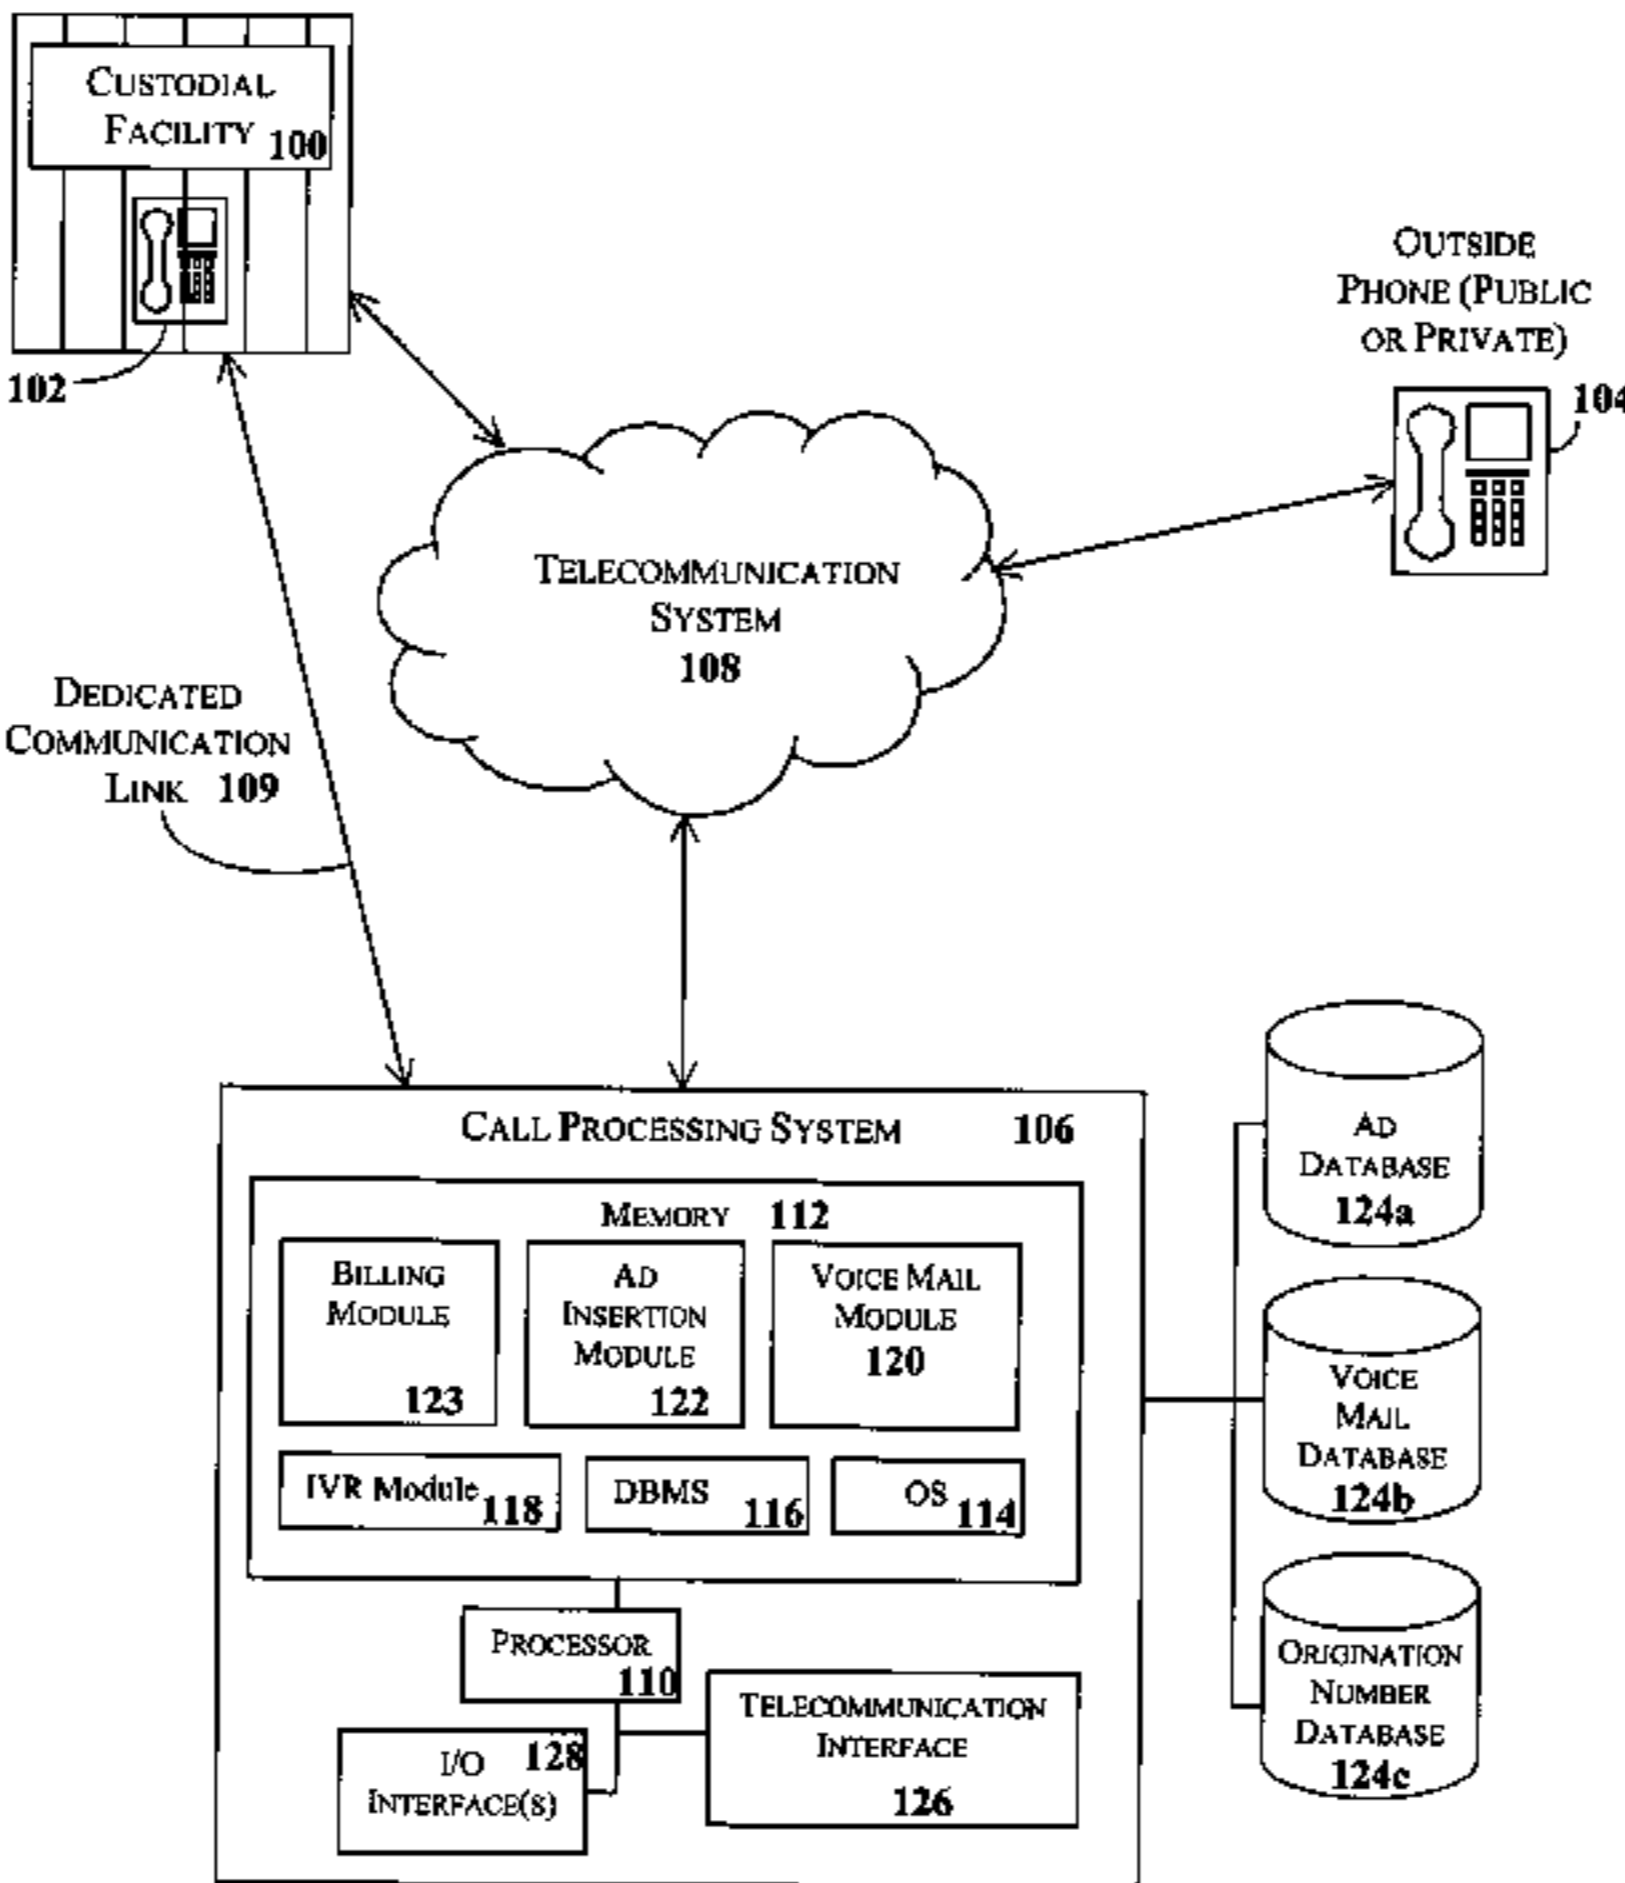 CUSTODIAL
FACILITY 100
102
OUTSIDE
PHONE (PUBLIC
OR PRIVATE)
104
TELECOMMUNICATION
SYSTEM
108
DEDICATED
COMMUNICATION
LINK 109
CALL PROCESSING SYSTEM 106
MEMORY 112
BILLING
MODULE
123
AD
INSERTION
MODULE
122
VOICE MAIL
MODULE
120
IVR Module 118
DBMS 116
OS 114
PROCESSOR
110
TELECOMMUNICATION
INTERFACE
126
I/O 128
INTERFACE(S)
AD
DATABASE
124a
VOICE
MAIL
DATABASE
124b
ORIGINATION
NUMBER
DATABASE
124c